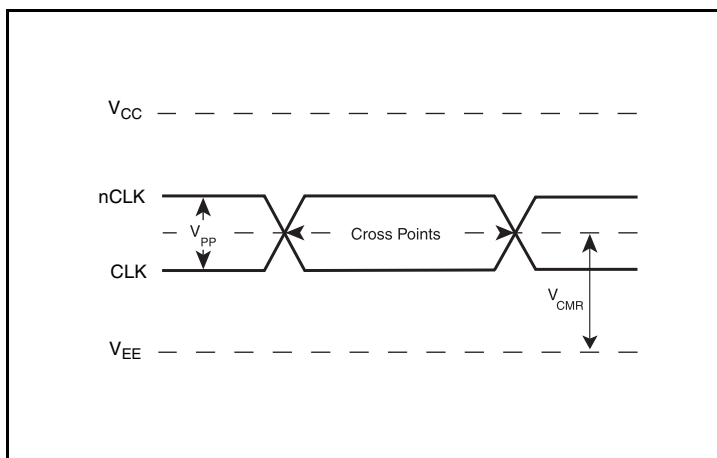 VCC
nCLK
VPP
Cross Points
CLK
VCMR
VEE